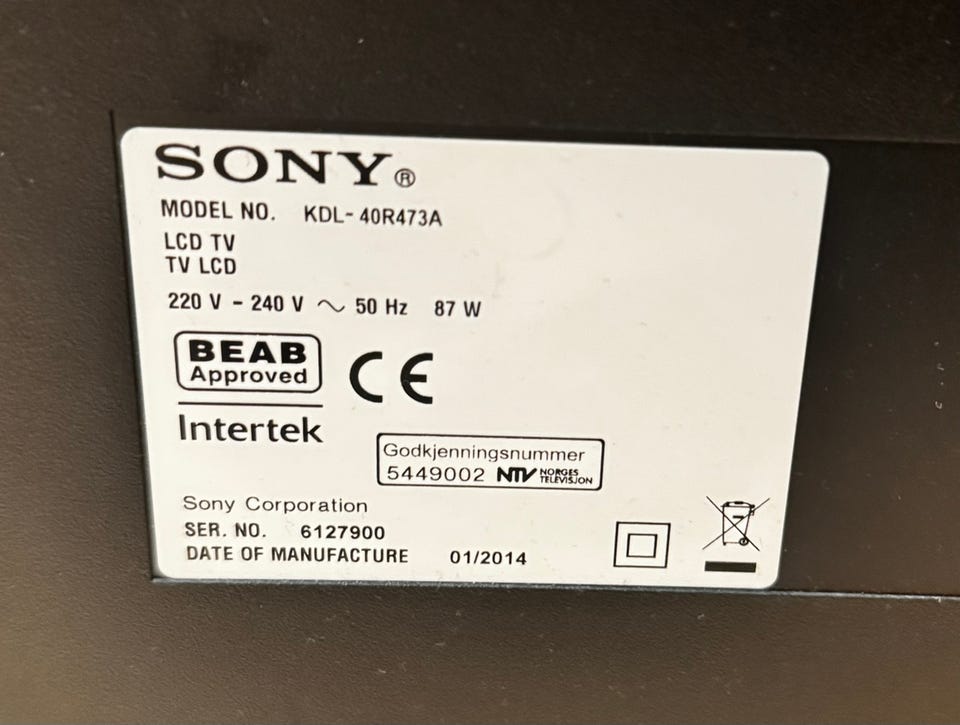 SONY®
MODEL NO. KDL-40R473A
LCD TV
TV LCD
220 V - 240 V ~ 50 Hz 87 W
BEAB
Approved
CE
Intertek
Godkjenningsnummer
5449002 NTV NORGES TELEVISJON
Sony Corporation
SER. NO. 6127900
DATE OF MANUFACTURE 01/2014